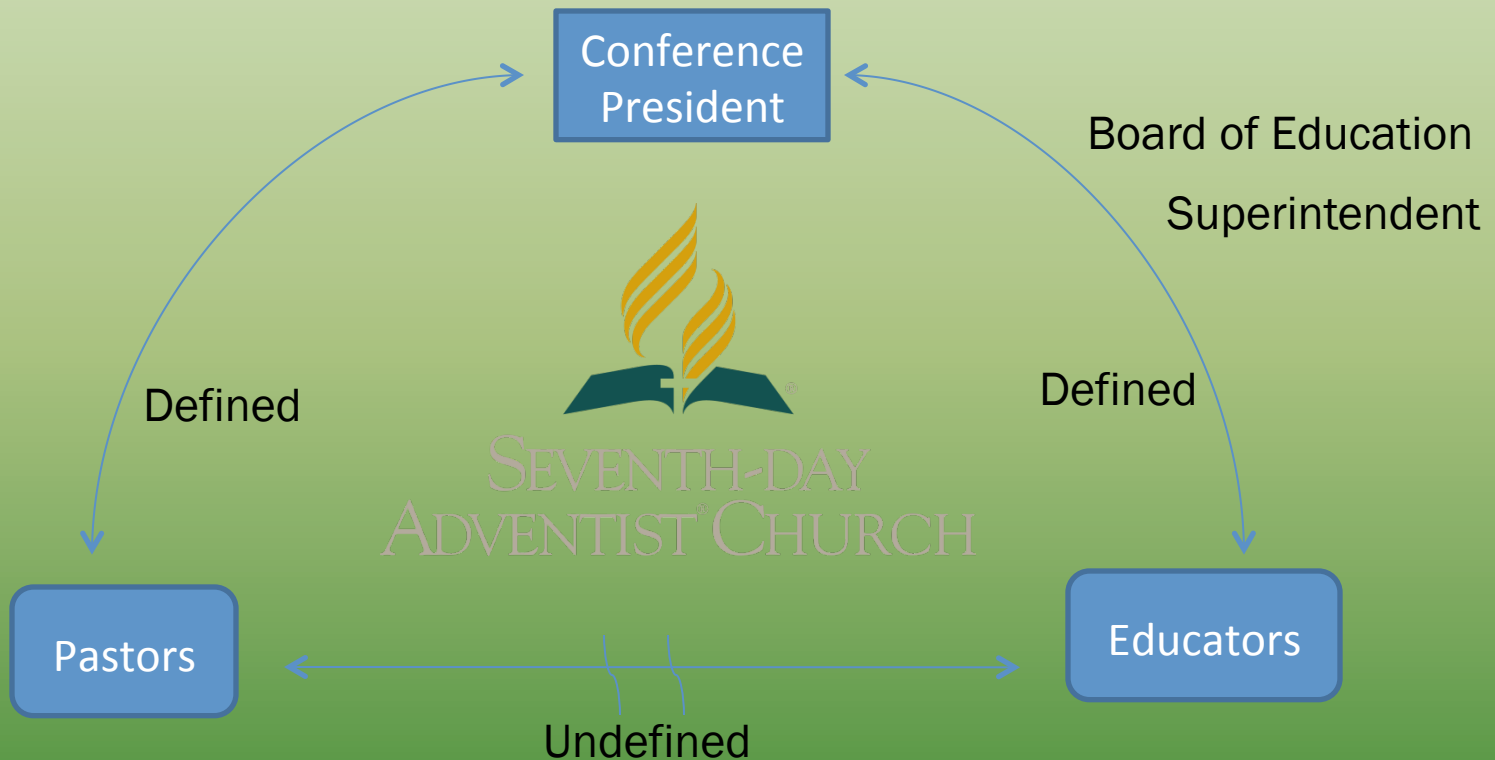 Conference
President
Board of Education
Superintendent
Defined
Defined
SEVENTH-DAY
ADVENTIST® CHURCH
Pastors
Educators
Undefined